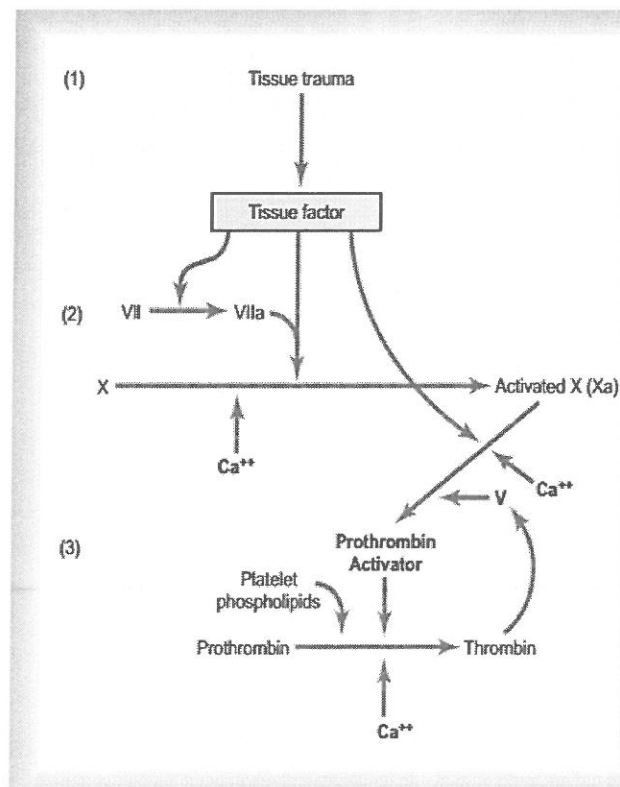 (1)
Tissue trauma
Tissue factor
(2)
VII
VIIa
X
Activated X (Xa)
Ca++
Ca++
V
(3)
Prothrombin
Activator
Platelet
phospholipids
Prothrombin
Thrombin
Ca++